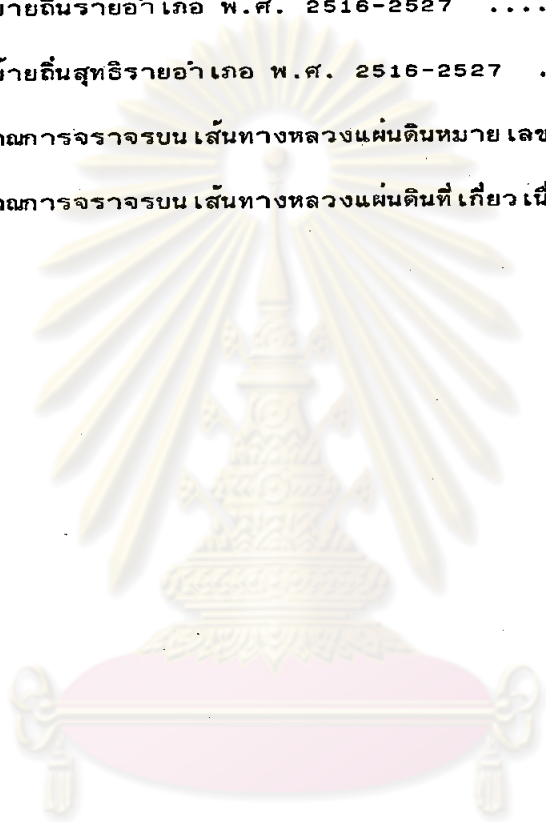 ย้ายถิ่นรายอำเภอ พ.ศ. 2516-2527 ....
ย้ายถิ่นสุทธิรายอำเภอ พ.ศ. 2516-2527 .
การจราจรบนเส้นทางหลวงแผ่นดินหมายเลข
การจราจรบนเส้นทางหลวงแผ่นดินที่เกี่ยวเนื่